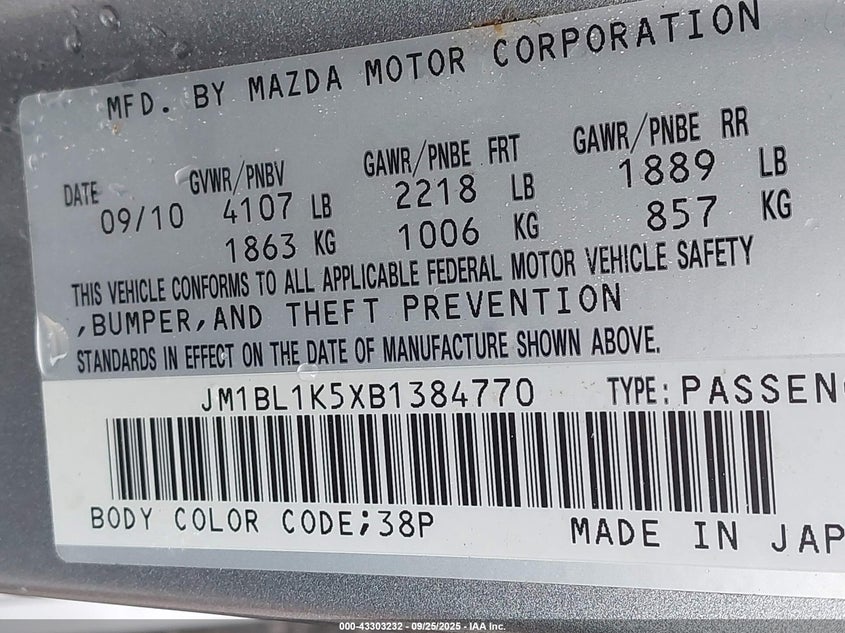 MFD. BY MAZDA MOTOR CORPORATION
DATE GVWR/PNBV GAWR/PNBE FRT GAWR/PNBE RR
09/10 4107 LB 2218 LB 1889 LB
1863 KG 1006 KG 857 KG
THIS VEHICLE CONFORMS TO ALL APPLICABLE FEDERAL MOTOR VEHICLE SAFETY
,BUMPER,AND THEFT PREVENTION
STANDARDS IN EFFECT ON THE DATE OF MANUFACTURE SHOWN ABOVE.
JM1BL1K5XB1384770 TYPE: PASSEN
BODY COLOR CODE;38P MADE IN JAP
000-43303232 - 09/25/2025 - IAA Inc.